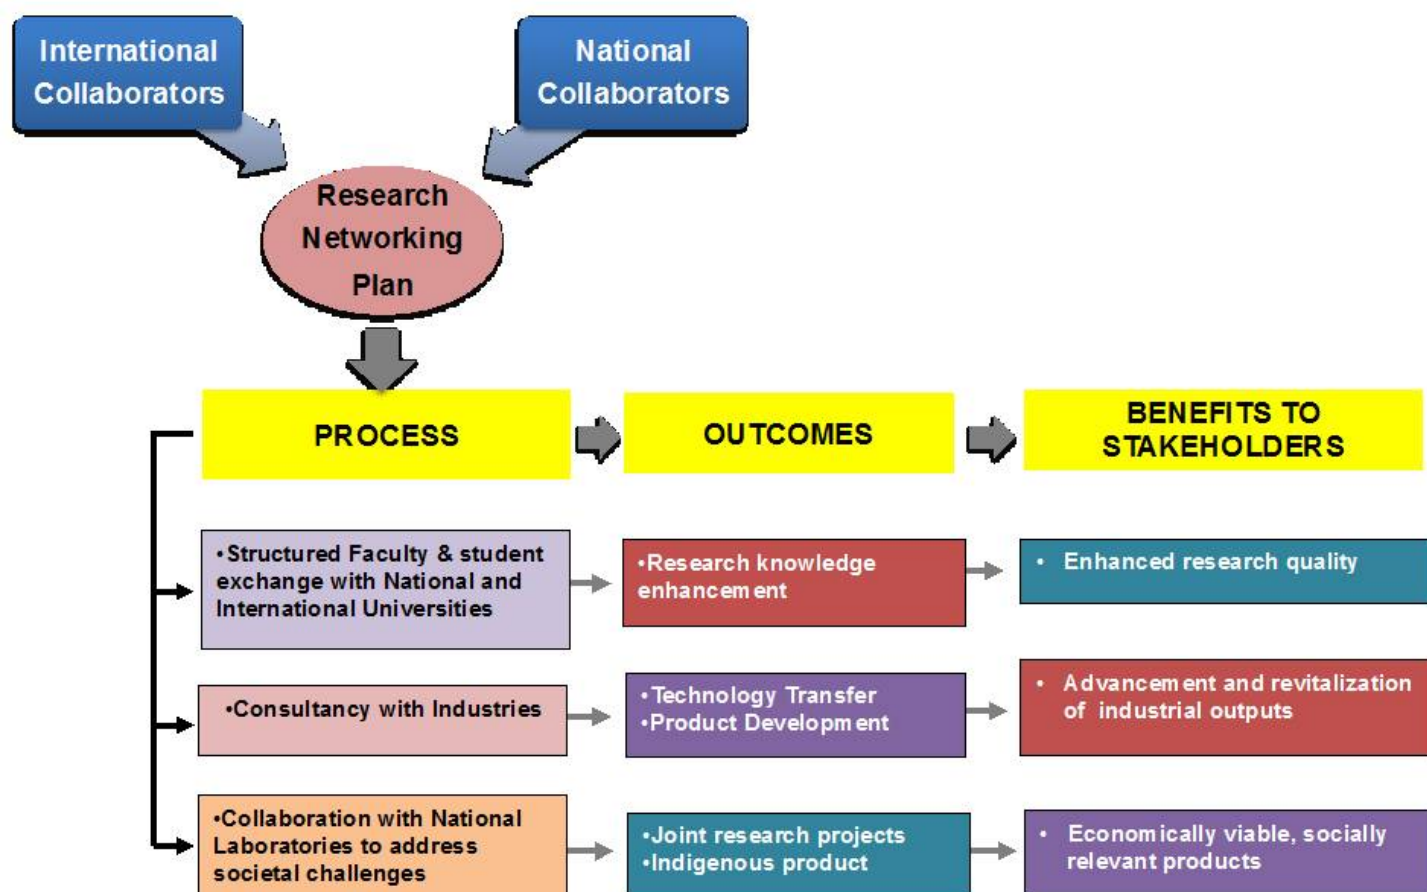 International
Collaborators
National
Collaborators
Research
Networking
Plan
PROCESS
OUTCOMES
BENEFITS TO
STAKEHOLDERS
•Structured Faculty & student
exchange with National and
International Universities
•Research knowledge
enhancement
• Enhanced research quality
•Consultancy with Industries
•Technology Transfer
•Product Development
• Advancement and revitalization
of industrial outputs
•Collaboration with National
Laboratories to address
societal challenges
•Joint research projects
•Indigenous product
• Economically viable, socially
relevant products